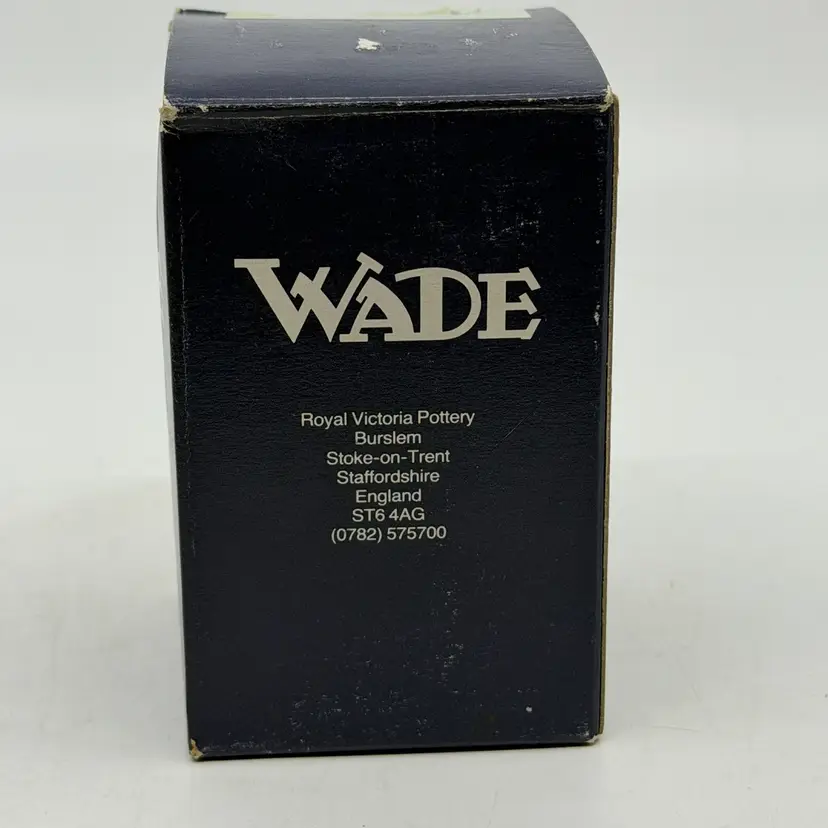 WADE
Royal Victoria Pottery
Burslem
Stoke-on-Trent
Staffordshire
England
ST6 4AG
(0782) 575700